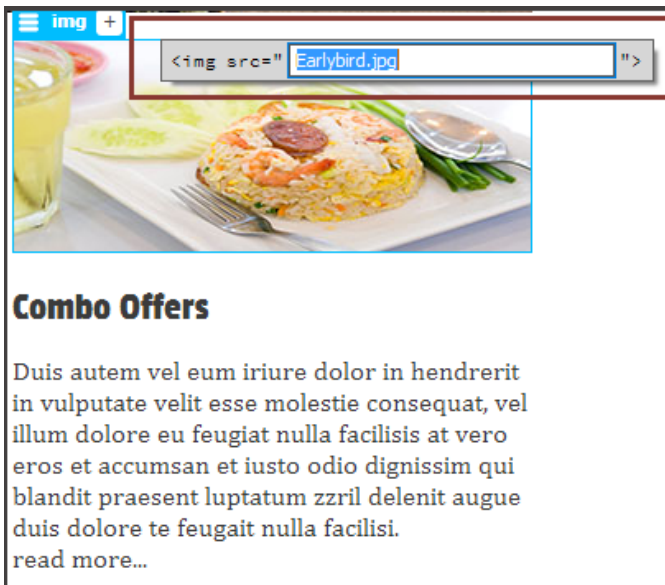 img +
<img src="Earlybird.jpg">
Combo Offers
Duis autem vel eum iriure dolor in hendrerit
in vulputate velit esse molestie consequat, vel
illum dolore eu feugiat nulla facilisis at vero
eros et accumsan et iusto odio dignissim qui
blandit praesent luptatum zzril delenit augue
duis dolore te feugait nulla facilisi.
read more...